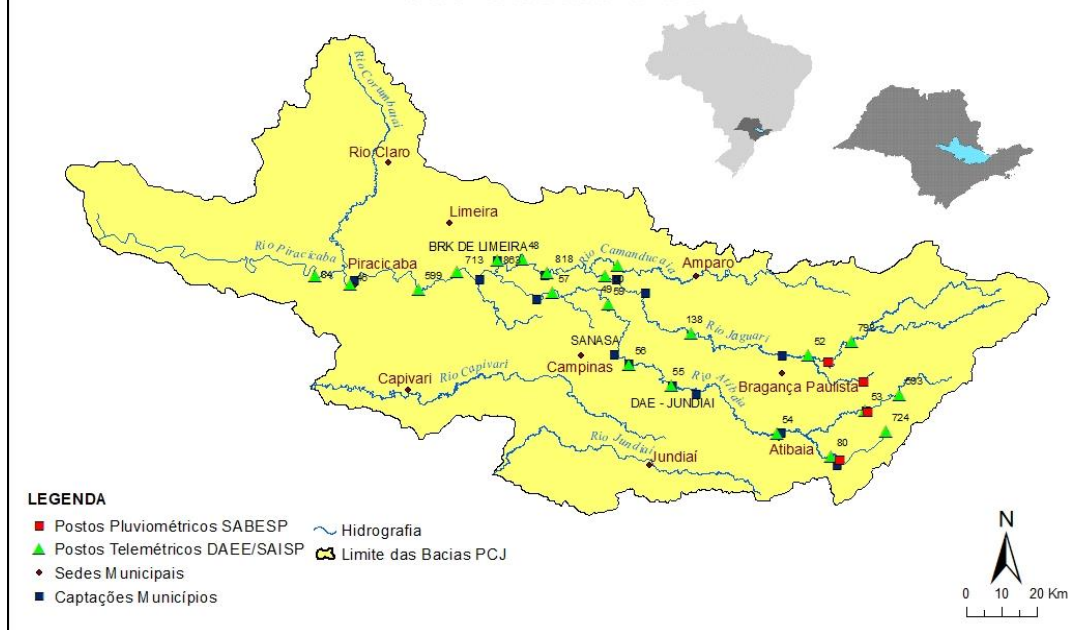 Rio Corumbataí
Rio Claro
Limeira
BRK DE LIMEIRA
48
Rio Piracicaba
Piracicaba
713
818
Rio Camanducaia
Amparo
84
599
57
49
59
138
Rio Jaguari
52
SANASA
Campinas
56
Rio Capivari
Capivari
55
Rio Atibaia
Bragança Paulista
DAE - JUNDIAI
53
593
724
54
Atibaia
80
Rio Jundiaí
Jundiaí
LEGENDA
Postos Pluviométricos SABESP
Postos Telemétricos DAEE/SAISP
Sedes Municipais
Captações Municípios
Hidrografia
Limite das Bacias PCJ
N
0 10 20 Km